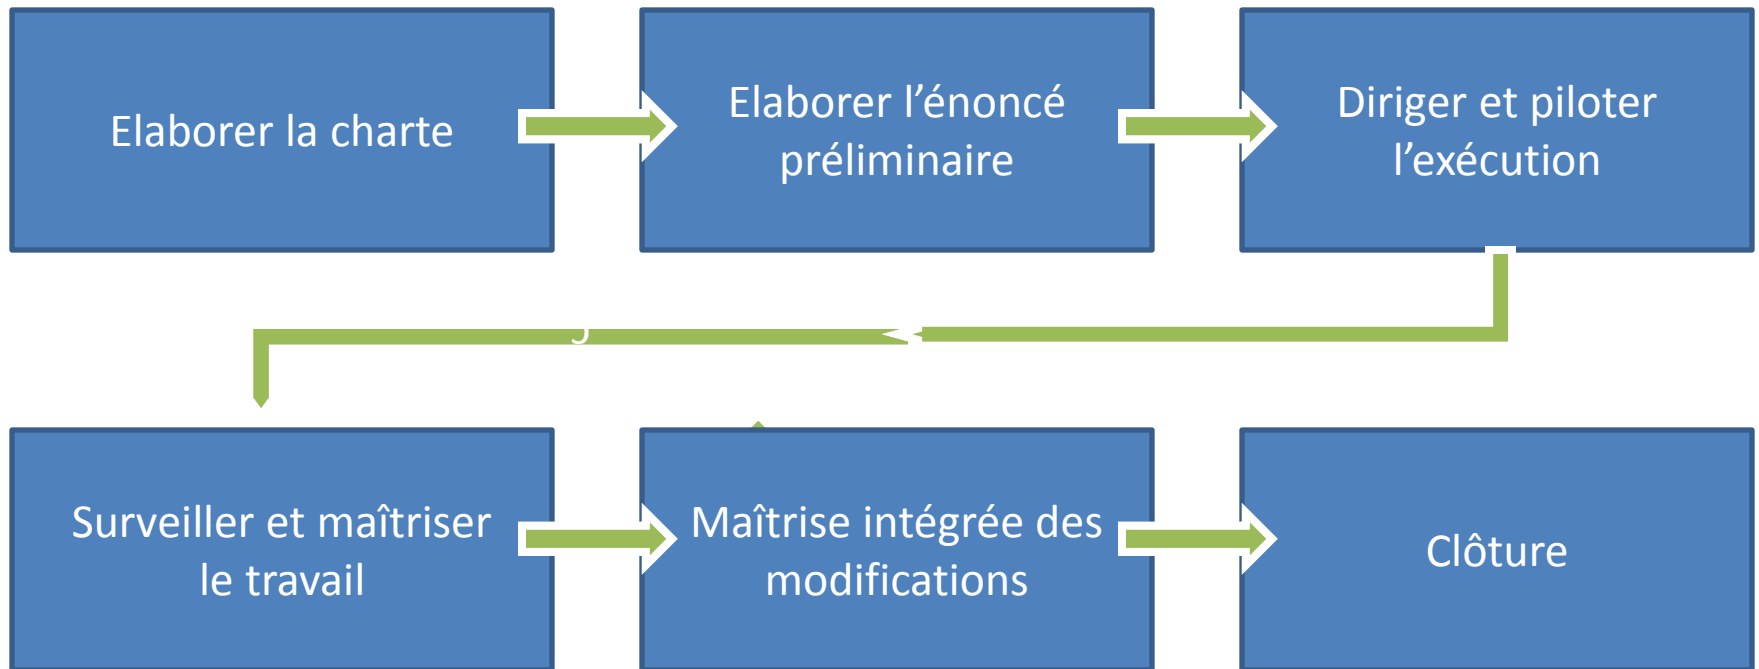 Elaborer la charte
Elaborer l’énoncé
préliminaire
Diriger et piloter
l’exécution
Surveiller et maîtriser
le travail
Maîtrise intégrée des
modifications
Clôture